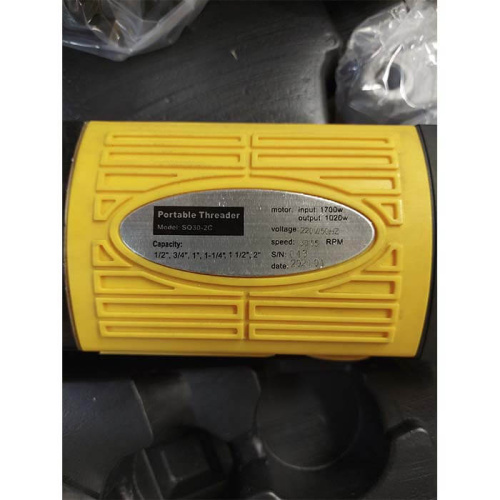 Portable Threader
Model: SQ30-2C
Capacity:
1/2", 3/4", 1", 1-1/4", 1 1/2", 2"
motor: input 1700w
output 1020w
voltage: 220V/50HZ
speed: RPM
S/N:
date: